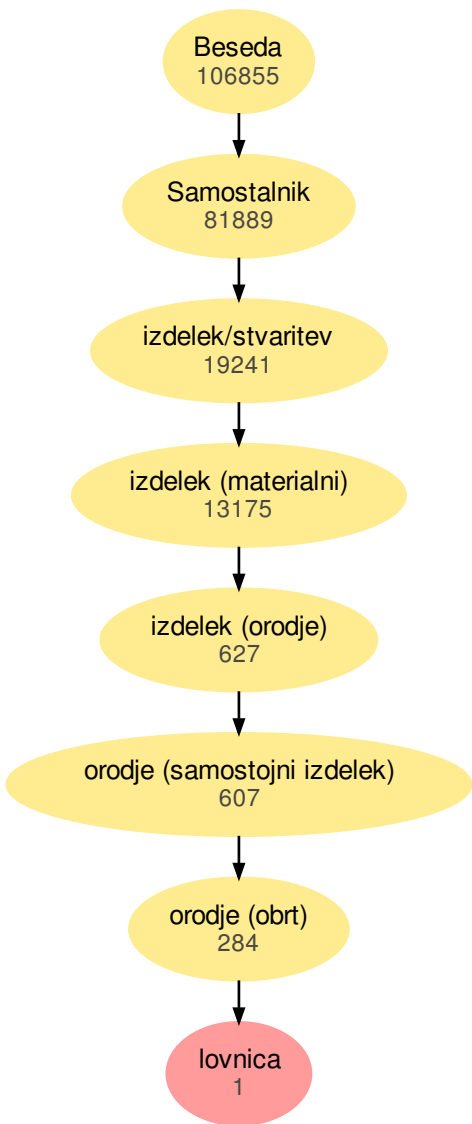 Beseda
106855
Samostalnik
81889
izdelek/stvaritev
19241
izdelek (materialni)
13175
izdelek (orodje)
627
orodje (samostojni izdelek)
607
orodje (obrt)
284
lovnica
1